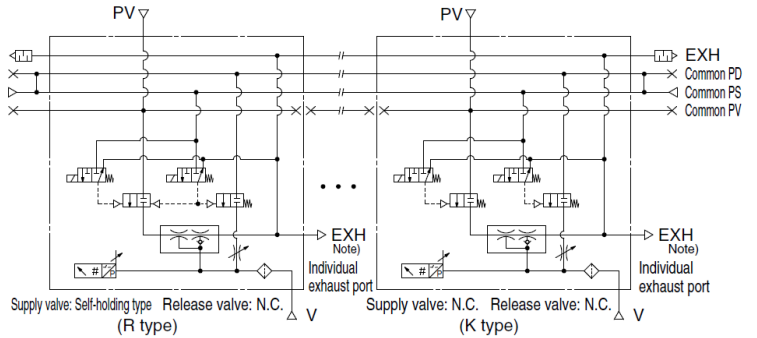 PV
PV
EXH
Common PD
Common PS
Common PV
EXH
Note)
Individual
exhaust port
EXH
Note)
Individual
exhaust port
# P
# P
Supply valve: Self-holding type Release valve: N.C.
(R type)
V
Supply valve: N.C. Release valve: N.C.
(K type)
V